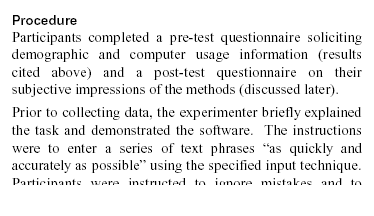 Procedure
Participants completed a pre-test questionnaire soliciting
demographic and computer usage information (results
cited above) and a post-test questionnaire on their
subjective impressions of the methods (discussed later).
Prior to collecting data, the experimenter briefly explained
the task and demonstrated the software. The instructions
were to enter a series of text phrases “as quickly and
accurately as possible” using the specified input technique.
Participants were instructed to ignore mistakes and to